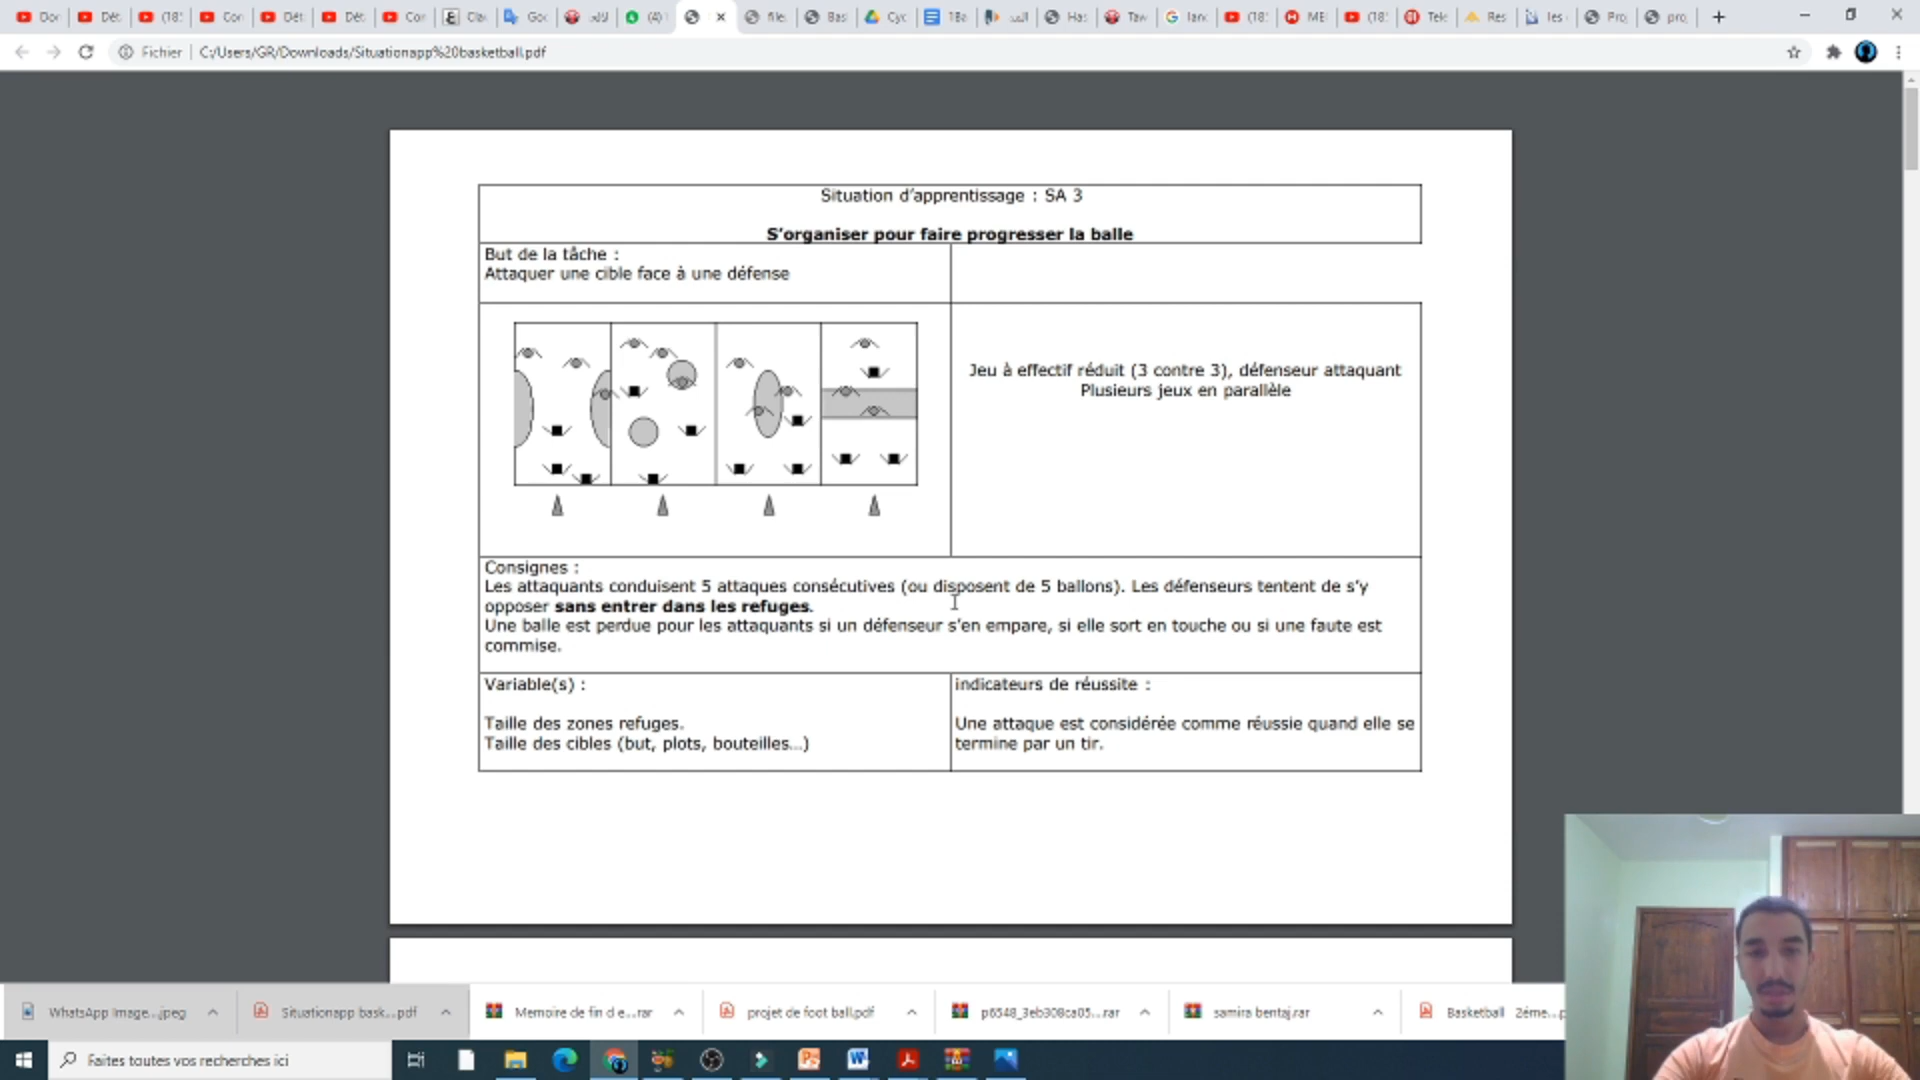 Fichier
C:/Users/GR/Downloads/Situationapp%20basketball.pdf
Situation d'apprentissage : SA 3
S'organiser pour faire progresser la balle
But de la tâche :
Attaquer une cible face à une défense
Jeu à effectif réduit (3 contre 3), défenseur attaquant
Plusieurs jeux en parallèle
Consignes :
Les attaquants conduisent 5 attaques consécutives (ou disposent de 5 ballons). Les défenseurs tentent de s'y
opposer sans entrer dans les refuges.
Une balle est perdue pour les attaquants si un défenseur s'en empare, si elle sort en touche ou si une faute est
commise.
Variable(s) :
Taille des zones refuges.
Taille des cibles (but, plots, bouteilles...)
indicateurs de réussite :
Une attaque est considérée comme réussie quand elle se
termine par un tir.
WhatsApp Image....jpeg
Situationapp bask....pdf
Memoire de fin d e....rar
projet de foot ball.pdf
p6548_3eb308ca05....rar
samira bentaj.rar
Basketball 2éme....p
Faites toutes vos recherches ici